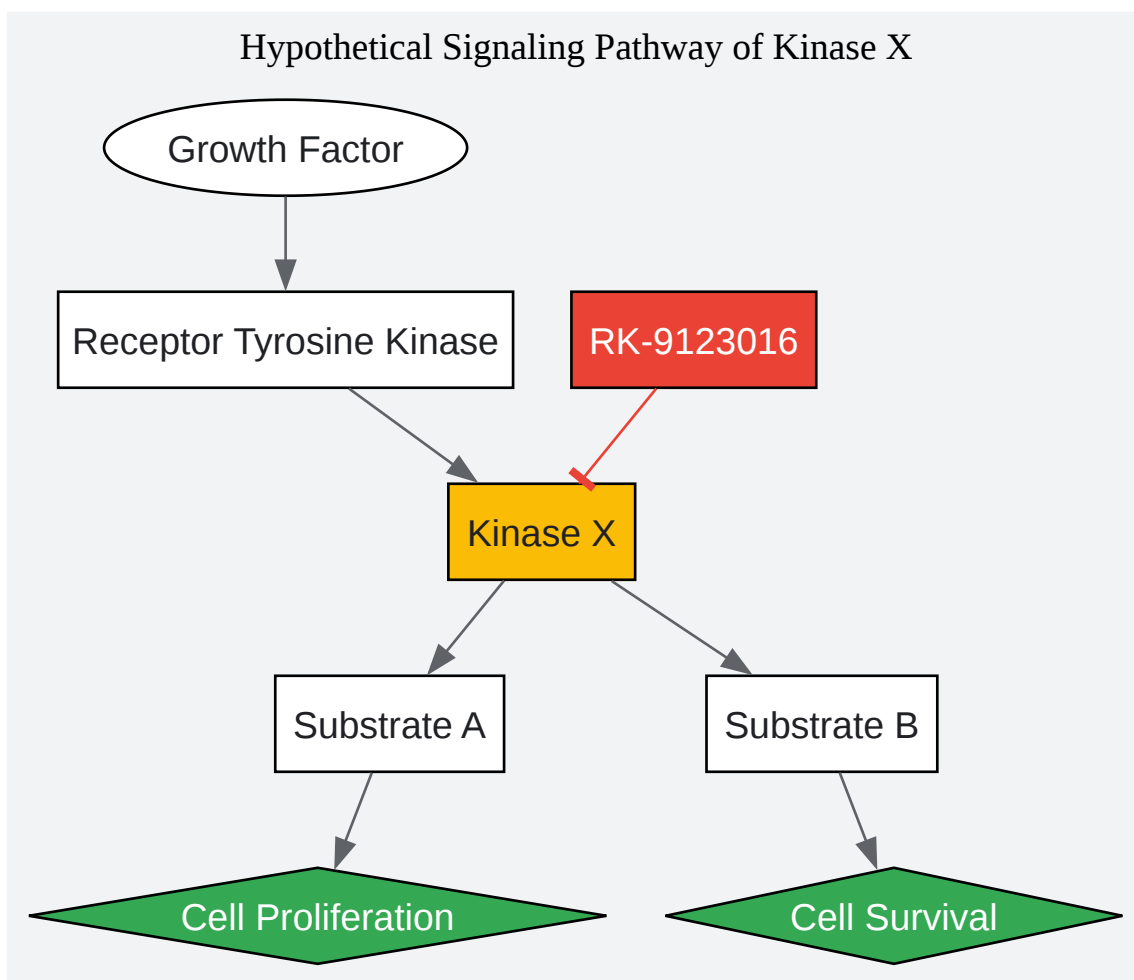 Hypothetical Signaling Pathway of Kinase X
Growth Factor
Receptor Tyrosine Kinase
RK-9123016
Kinase X
Substrate A
Substrate B
Cell Proliferation
Cell Survival